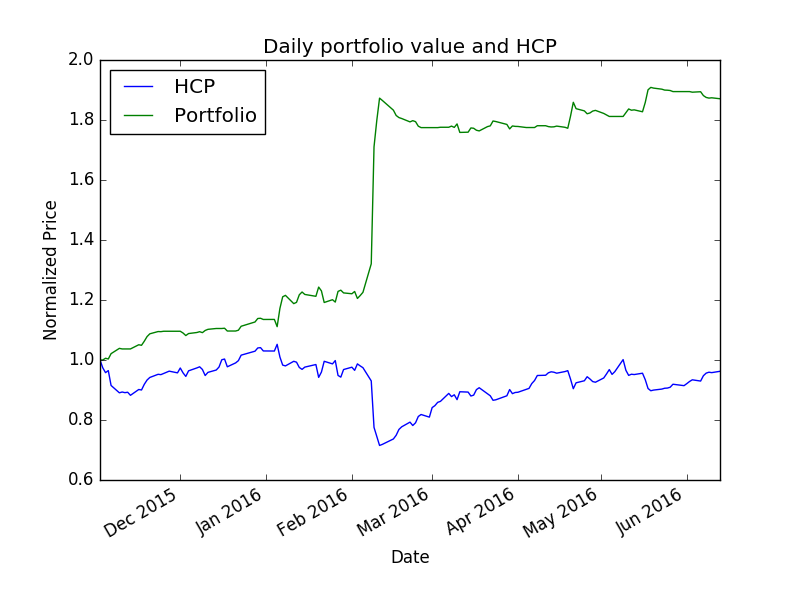 Daily portfolio value and HCP
2.0
1.8
1.6
1.4
1.2
1.0
0.8
0.6
Normalized Price
HCP
Portfolio
Dec 2015
Jan 2016
Feb 2016
Mar 2016
Apr 2016
May 2016
Jun 2016
Date